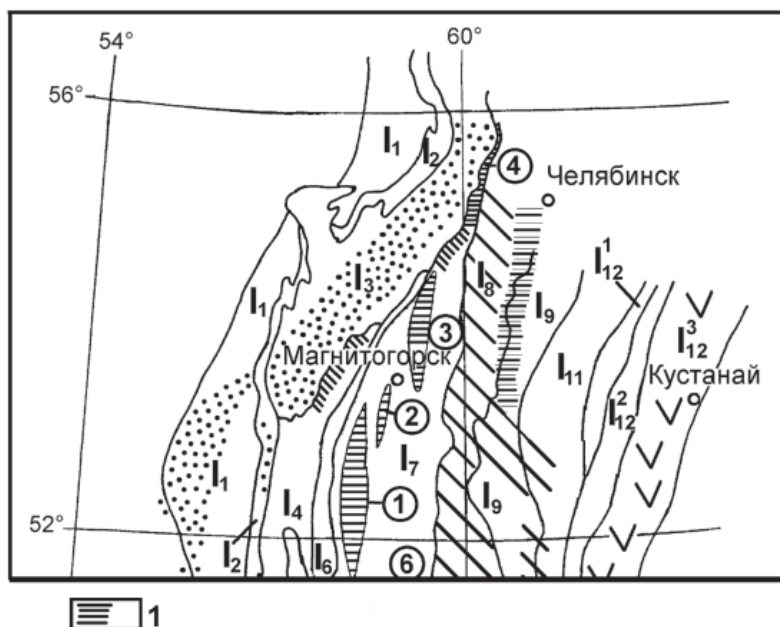 54°
60°
56°
I₁
I₂
④
Челябинск
I₃
I₈
I₁₂¹
I₁
I₉
I₁₂³
③
Магнитогорск
I₁₁
Кустанай
②
I₁₂²
I₁
I₇
I₄
①
I₉
52°
I₂
I₆
⑥
1